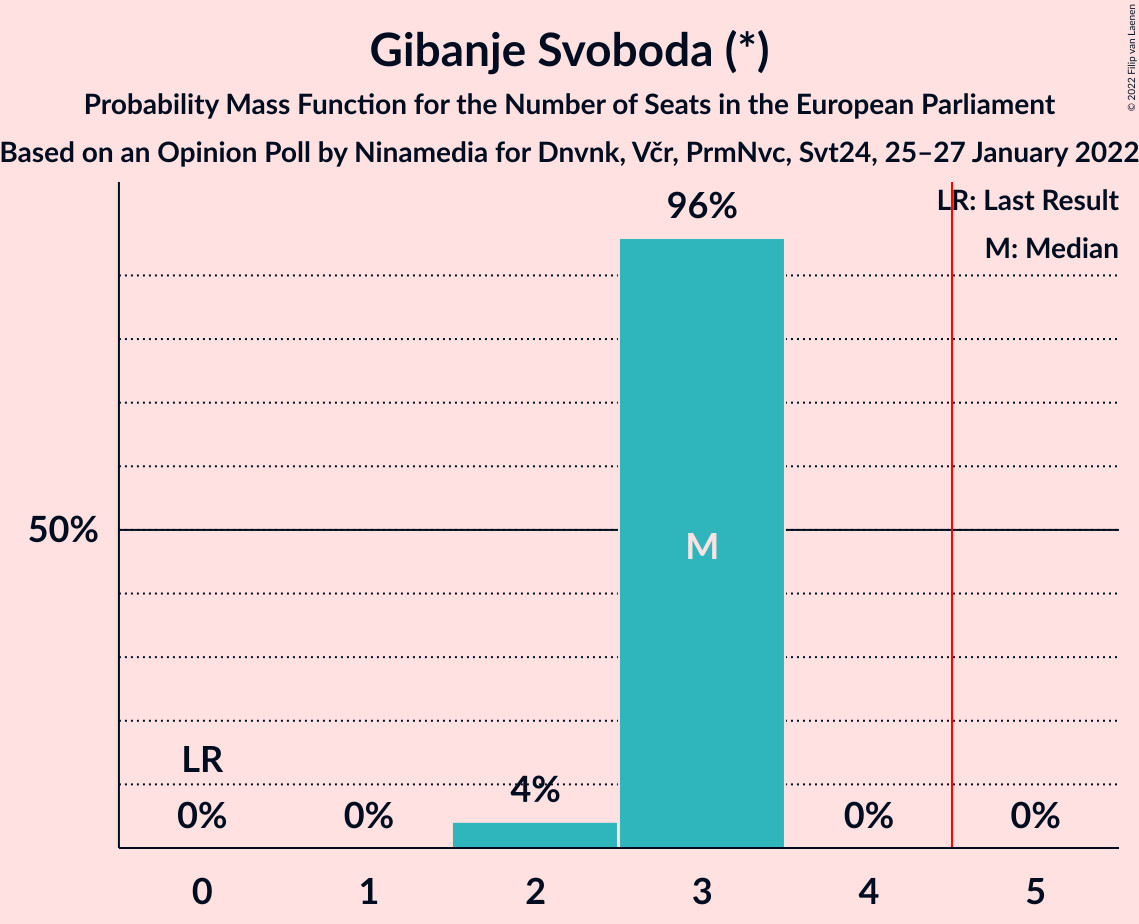 Gibanje Svoboda (*)
Probability Mass Function for the Number of Seats in the European Parliament
Based on an Opinion Poll by Ninamedia for Dnvnk, Včr, PrmNvc, Svt24, 25–27 January 2022
© 2022 Filip van Laenen
LR: Last Result
M: Median
96%
50%
M
LR
0%
0%
4%
0%
0%
0
1
2
3
4
5